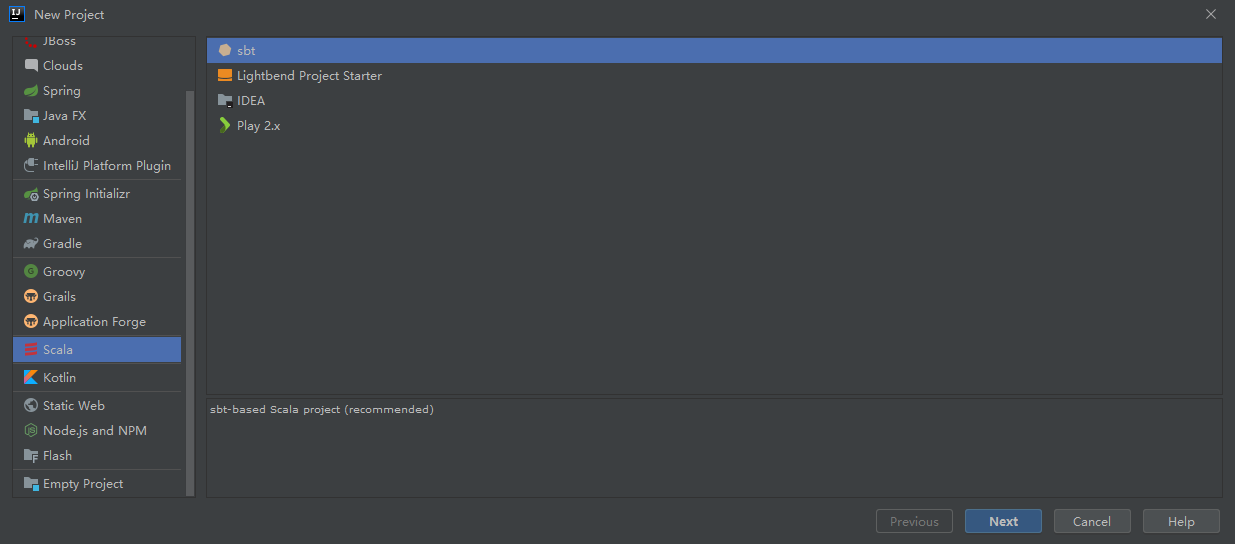 New Project
JBoss
Clouds
Spring
Java FX
Android
IntelliJ Platform Plugin
Spring Initializr
Maven
Gradle
Groovy
Grails
Application Forge
Scala
Kotlin
Static Web
Node.js and NPM
Flash
Empty Project
sbt
Lightbend Project Starter
IDEA
Play 2.x
sbt-based Scala project (recommended)
Previous
Next
Cancel
Help